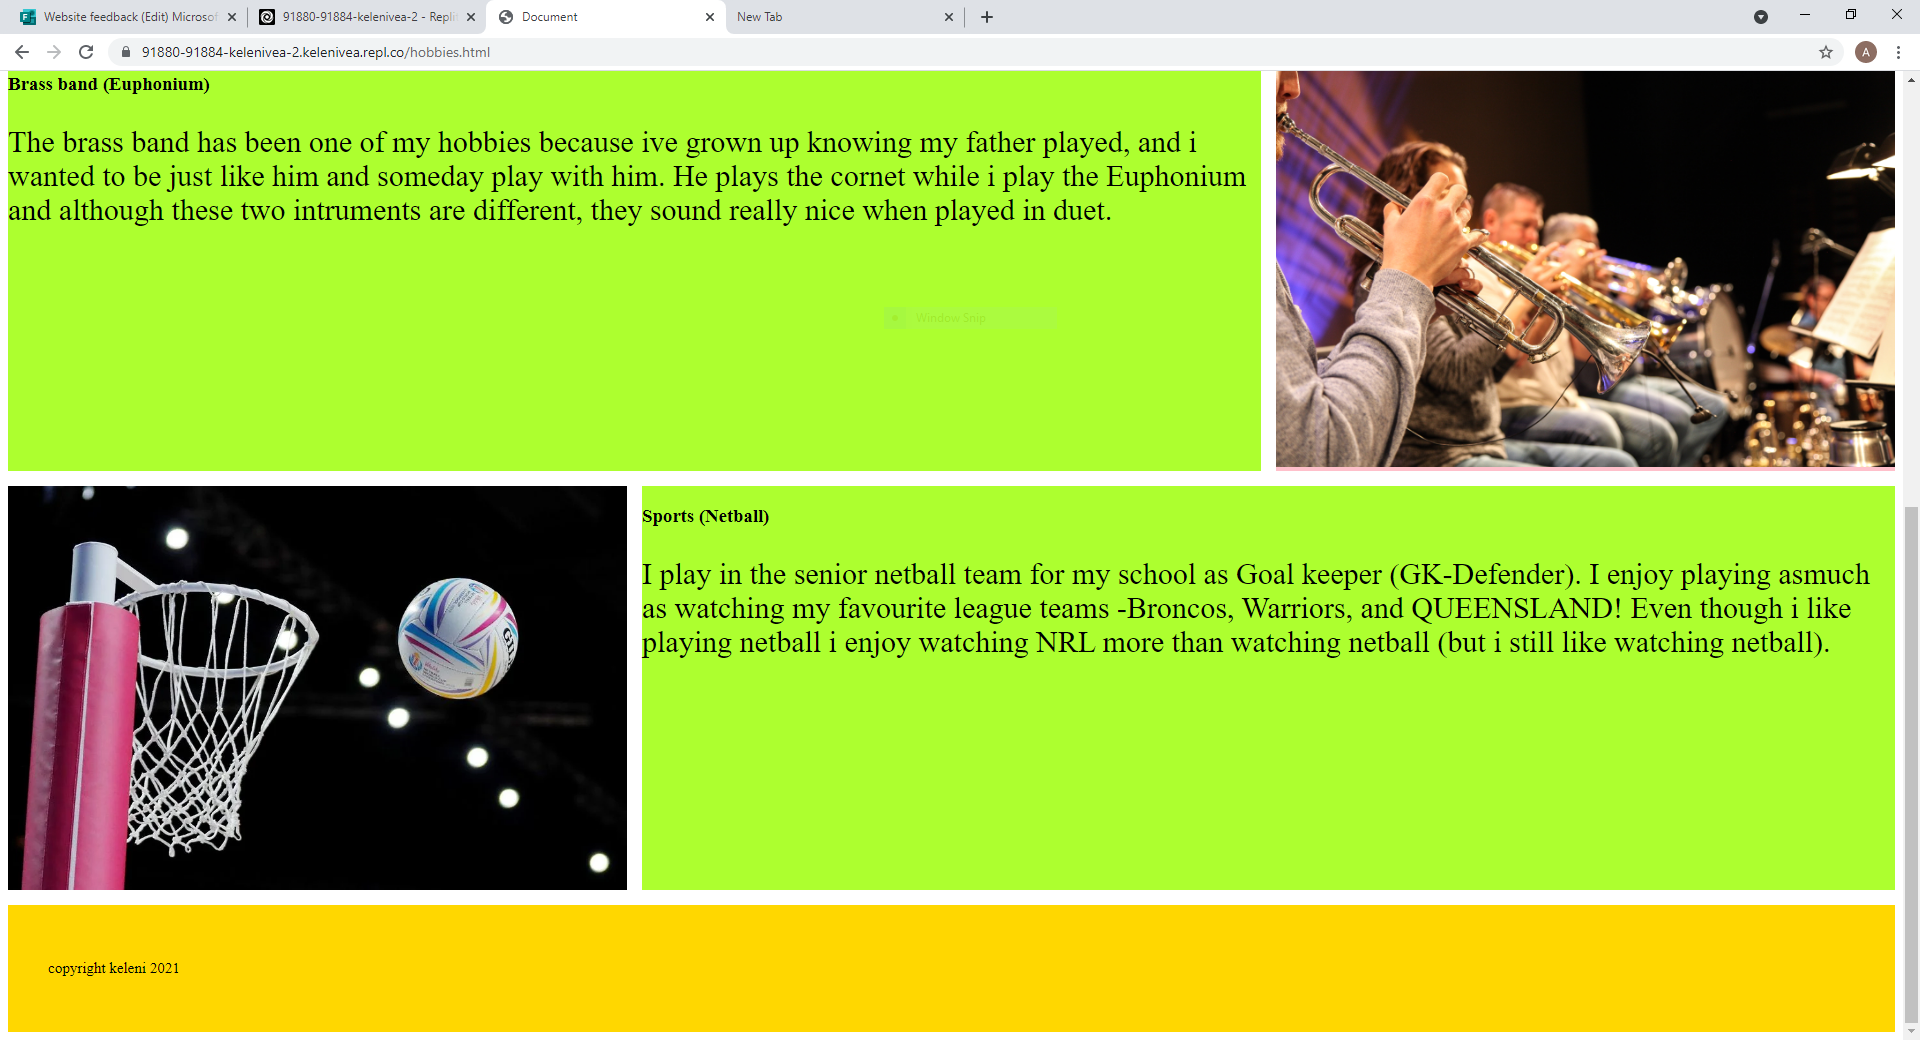 Website feedback (Edit) Microsof
91880-91884-kelenivea-2 - Replit
Document
New Tab
91880-91884-kelenivea-2.kelenivea.repl.co/hobbies.html
A
Brass band (Euphonium)
The brass band has been one of my hobbies because ive grown up knowing my father played, and i
wanted to be just like him and someday play with him. He plays the cornet while i play the Euphonium
and although these two intruments are different, they sound really nice when played in duet.
Window Snip
Sports (Netball)
I play in the senior netball team for my school as Goal keeper (GK-Defender). I enjoy playing asmuch
as watching my favourite league teams -Broncos, Warriors, and QUEENSLAND! Even though i like
playing netball i enjoy watching NRL more than watching netball (but i still like watching netball).
copyright keleni 2021